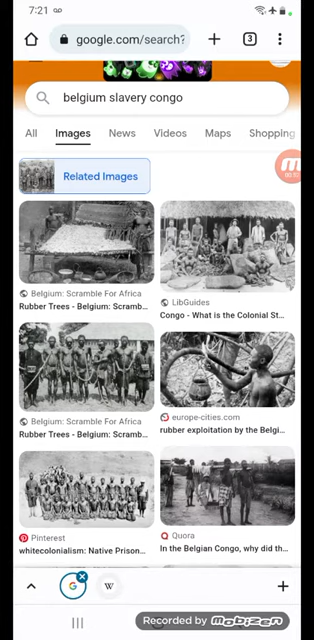 7:21
google.com/search?
3
belgium slavery congo
All Images News Videos Maps Shopping
Related Images
00:10
Belgium: Scramble For Africa
Rubber Trees - Belgium: Scramb...
LibGuides
Congo - What is the Colonial St...
Belgium: Scramble For Africa
Rubber Trees - Belgium: Scramb...
europe-cities.com
rubber exploitation by the Belgi...
Pinterest
whitecolonialism: Native Prison...
Quora
In the Belgian Congo, why did th...
G
W
Recorded by Mobizen